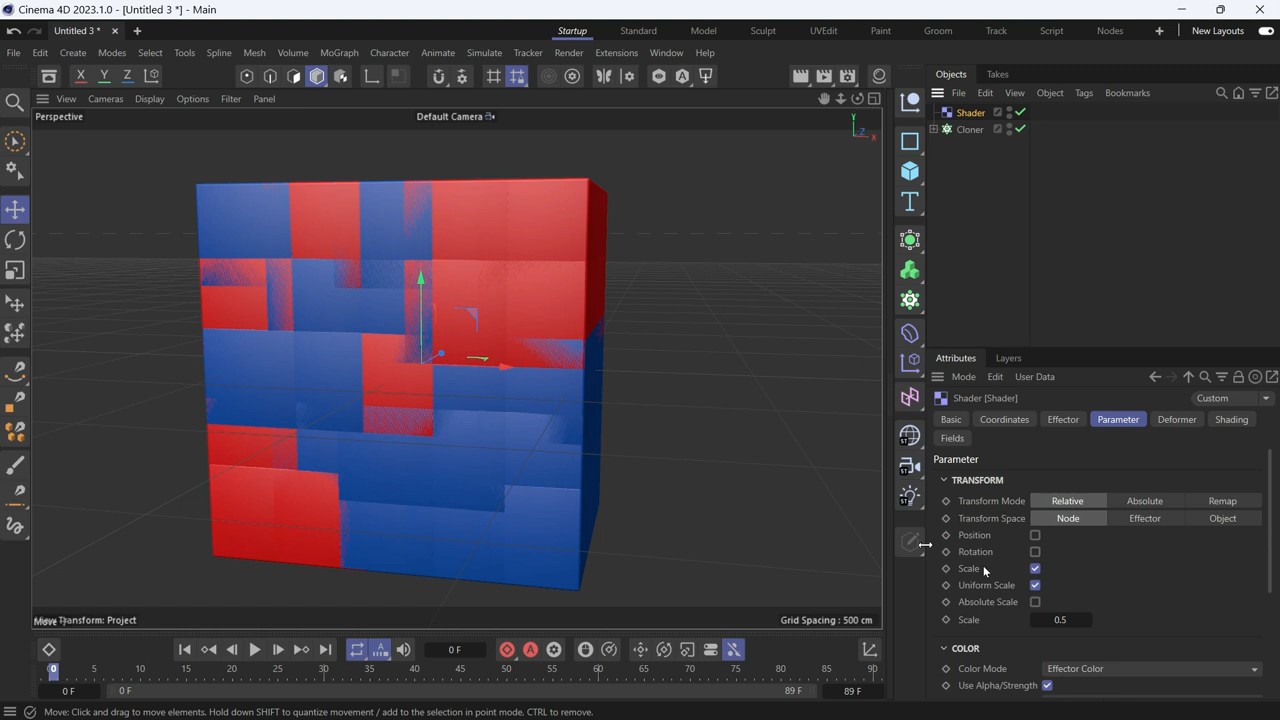 Cinema 4D 2023.1.0 - [Untitled 3 *] - Main
Untitled 3 * Startup Standard Model Sculpt UVEdit Paint Groom Track Script Nodes New Layouts
File Edit Create Modes Select Tools Spline Mesh Volume MoGraph Character Animate Simulate Tracker Render Extensions Window Help
X Y Z
View Cameras Display Options Filter Panel
Perspective Default Camera
Y
Z
X
Objects Takes
File Edit View Object Tags Bookmarks
Shader
Cloner
T
ST
ST
ST
Attributes Layers
Mode Edit User Data
Shader [Shader] Custom
Basic Coordinates Effector Parameter Deformer Shading
Fields
Parameter
TRANSFORM
Transform Mode Relative Absolute Remap
Transform Space Node Effector Object
Position
Rotation
Scale
Uniform Scale
Absolute Scale
Scale 0.5
COLOR
Color Mode Effector Color
Use Alpha/Strength
Transform: Project Grid Spacing : 500 cm
0 F
0 5 10 15 20 25 30 35 40 45 50 55 60 65 70 75 80 85 90
0 F 0 F 89 F 89 F
Move: Click and drag to move elements. Hold down SHIFT to quantize movement / add to the selection in point mode, CTRL to remove.